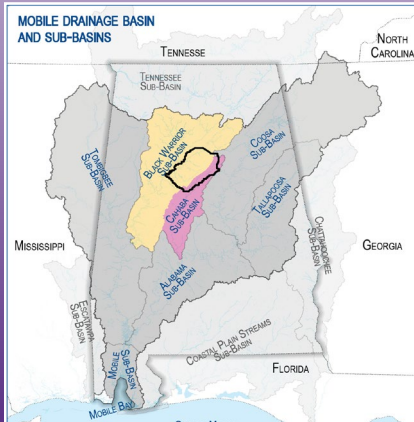 MOBILE DRAINAGE BASIN
AND SUB-BASINS
NORTH
CAROLINA
TENNESSEE
TENNESSEE
SUB-BASIN
TOMBIGBEE
SUB-BASIN
BLACK WARRIOR
SUB-BASIN
COOSA
SUB-BASIN
CAHABA
SUB-BASIN
TALLAPOOSA
SUB-BASIN
CHATTAHOOCHEE
SUB-BASIN
MISSISSIPPI
GEORGIA
ALABAMA
SUB-BASIN
ESCATAWPA
SUB-BASIN
COASTAL PLAIN STREAMS
SUB-BASIN
MOBILE
SUB-BASIN
FLORIDA
MOBILE BAY